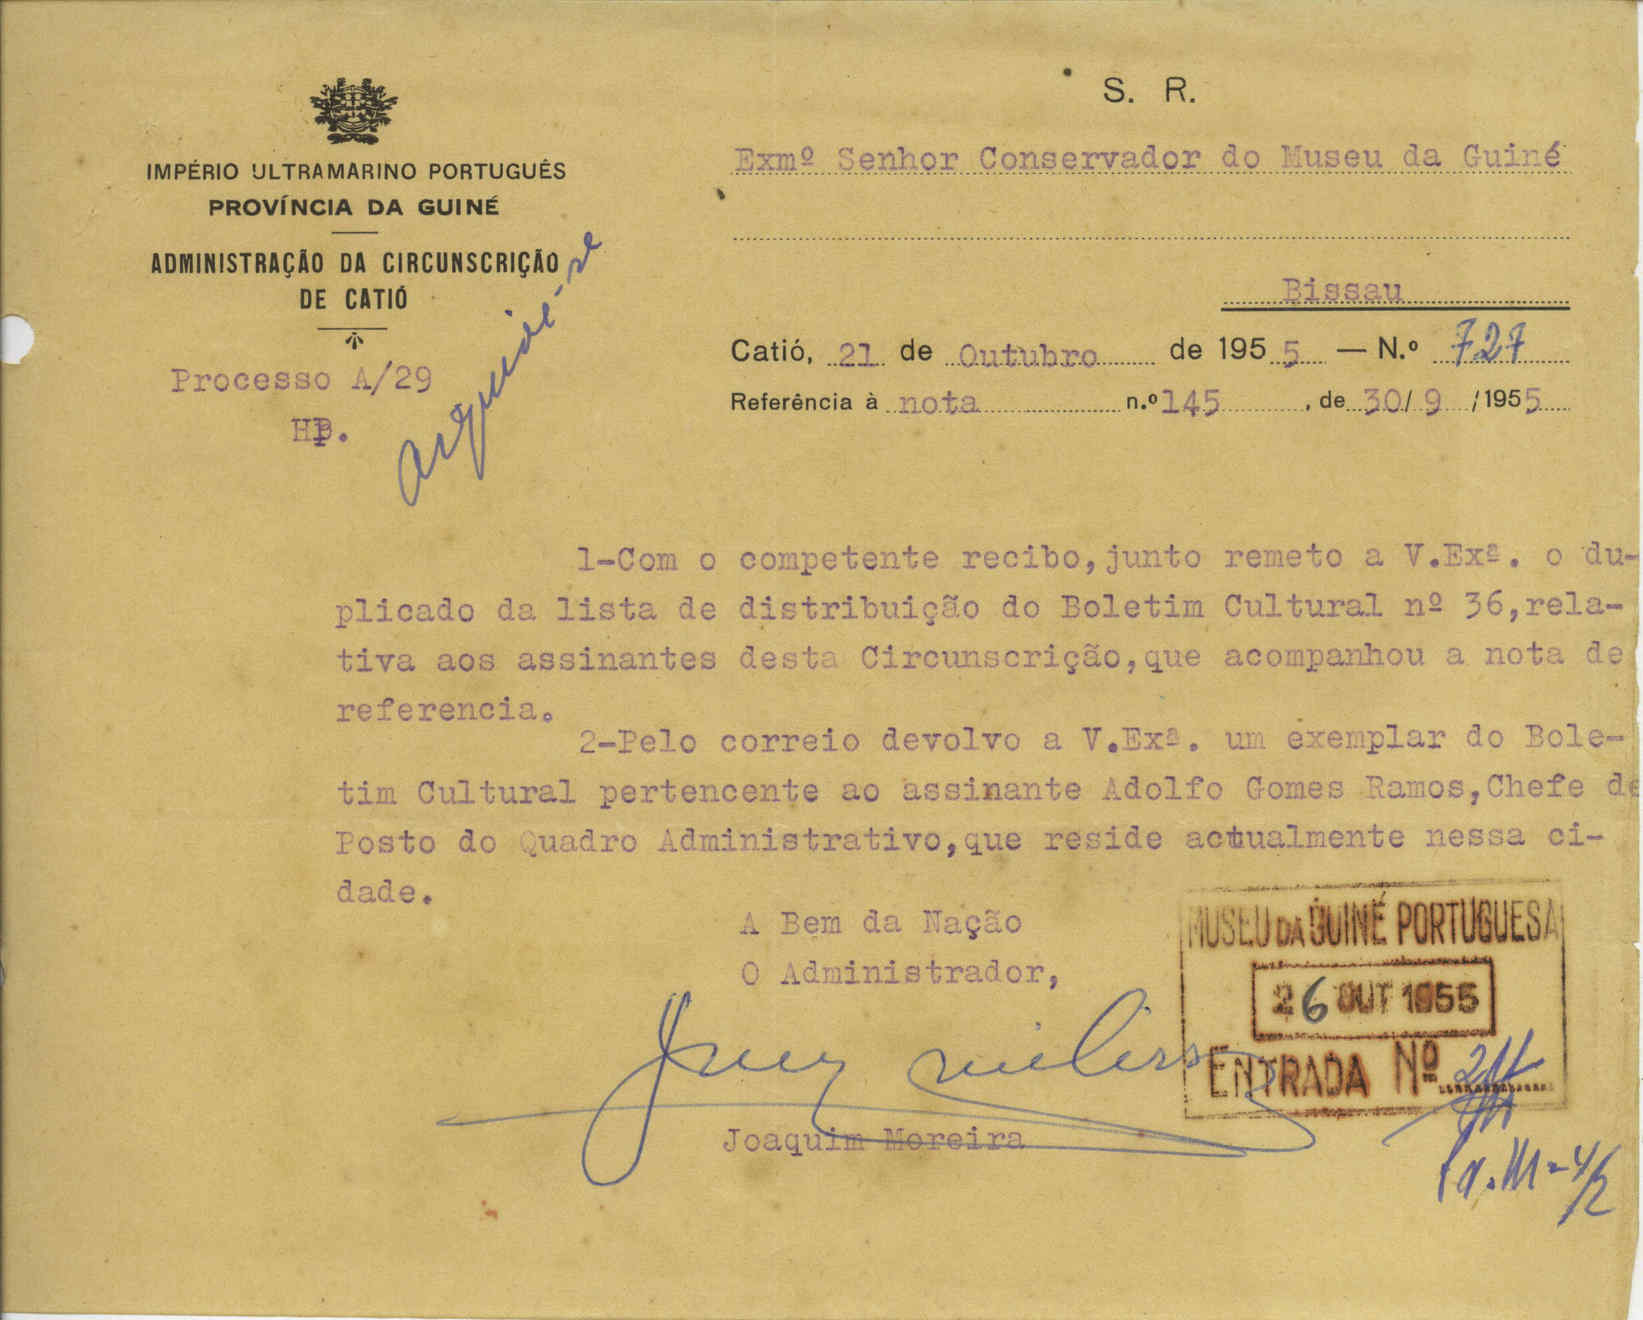 S. R.
IMPÉRIO ULTRAMARINO PORTUGUÊS
PROVÍNCIA DA GUINÉ
ADMINISTRAÇÃO DA CIRCUNSCRIÇÃO
DE CATIÓ
Processo A/29
HB.
Arquive-se
Exmº Senhor Conservador do Museu da Guiné
Bissau
Catió, 21 de Outubro de 1955 — N.º 727
Referência à nota n.º 145, de 30/9/1955
1-Com o competente recibo,junto remeto a V.Exª. o du-
plicado da lista de distribuição do Boletim Cultural nº 36,rela-
tiva aos assinantes desta Circunscrição,que acompanhou a nota de
referencia.
2-Pelo correio devolvo a V.Exª. um exemplar do Bole-
tim Cultural pertencente ao assinante Adolfo Gomes Ramos,Chefe de
Posto do Quadro Administrativo,que reside actualmente nessa ci-
dade.
A Bem da Nação
O Administrador,
Joaquim Moreira
MUSEU DA GUINÉ PORTUGUESA
26 OUT 1955
ENTRADA Nº